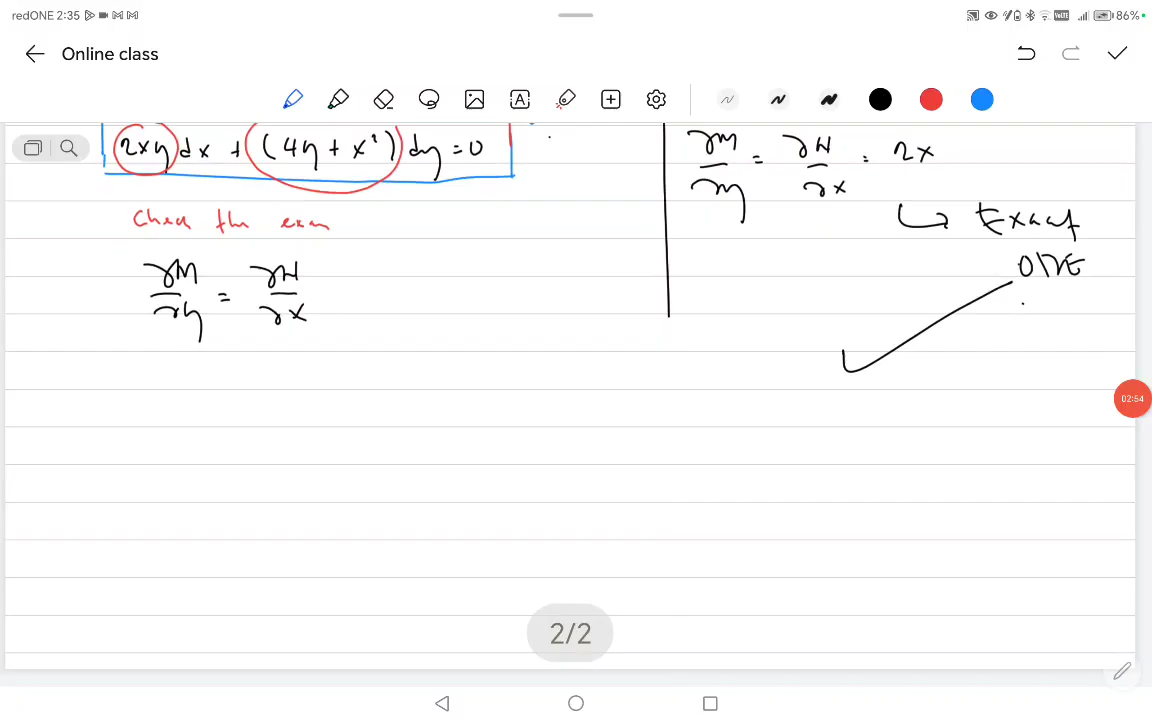 redONE 2:35
86%
Online class
2xy dx + (4y + x²) dy = 0
Check the exam
∂M/∂y = ∂N/∂x
∂M/∂y = ∂N/∂x = 2x
↳ Exact
ODE
02:54
2/2